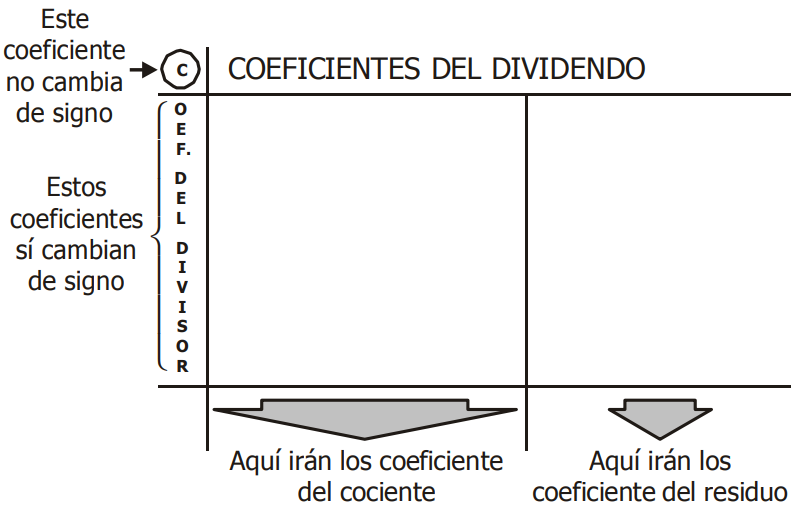 Este
coeficiente
no cambia
de signo
C
COEFICIENTES DEL DIVIDENDO
O
E
F.
D
E
L
D
I
V
I
S
O
R
Estos
coeficientes
sí cambian
de signo
Aquí irán los coeficiente
del cociente
Aquí irán los
coeficiente del residuo